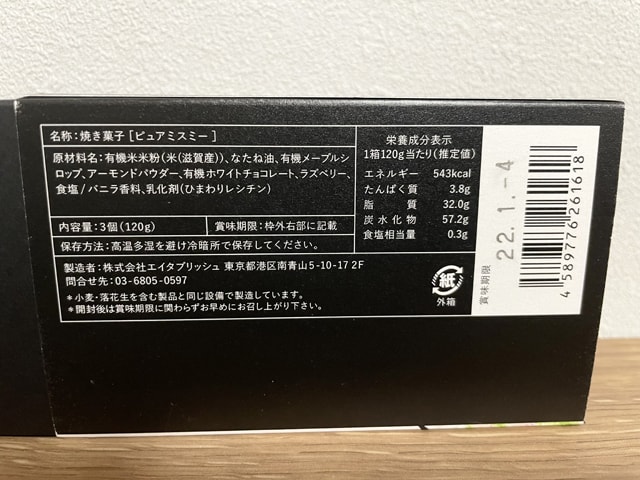 名称:焼き菓子 [ピュアミスミー]
原材料名:有機米米粉(米(滋賀産))、なたね油、有機メープルシ
ロップ、アーモンドパウダー、有機ホワイトチョコレート、ラズベリー、
食塩/バニラ香料、乳化剤(ひまわりレシチン)
内容量:3個(120g)
賞味期限:枠外右部に記載
保存方法:高温多湿を避け冷暗所で保存してください。
製造者:株式会社エイタブリッシュ 東京都港区南青山5-10-17 2F
問合せ先:03-6805-0597
*小麦・落花生を含む製品と同じ設備で製造しています。
*開封後は賞味期限に関わらずお早めにお召し上がり下さい。
栄養成分表示
1箱120g当たり(推定値)
エネルギー 543kcal
たんぱく質 3.8g
脂質 32.0g
炭水化物 57.2g
食塩相当量 0.3g
紙
外箱
賞味期限
22.1.-4
4589776261618